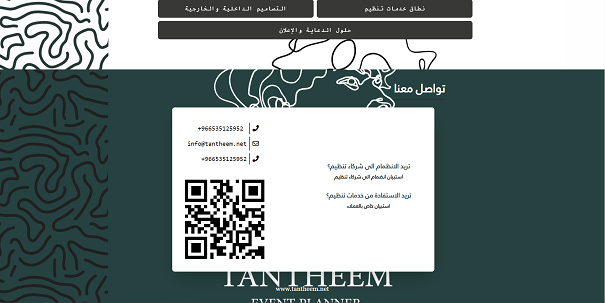 نطاق خدمات تنظيم
التصاميم الداخلية والخارجية
حلول الدعاية والإعلان
تواصل معنا
+966535125952
info@tantheem.net
+966535125952
تريد الانظمام الى شركاء تنظيم؟
استبيان انضمام الى شركاء تنظيم
تريد الاستفادة من خدمات تنظيم؟
استبيان خاص بالعملاء
TANTHEEM
www.tantheem.net
EVENT PLANNER